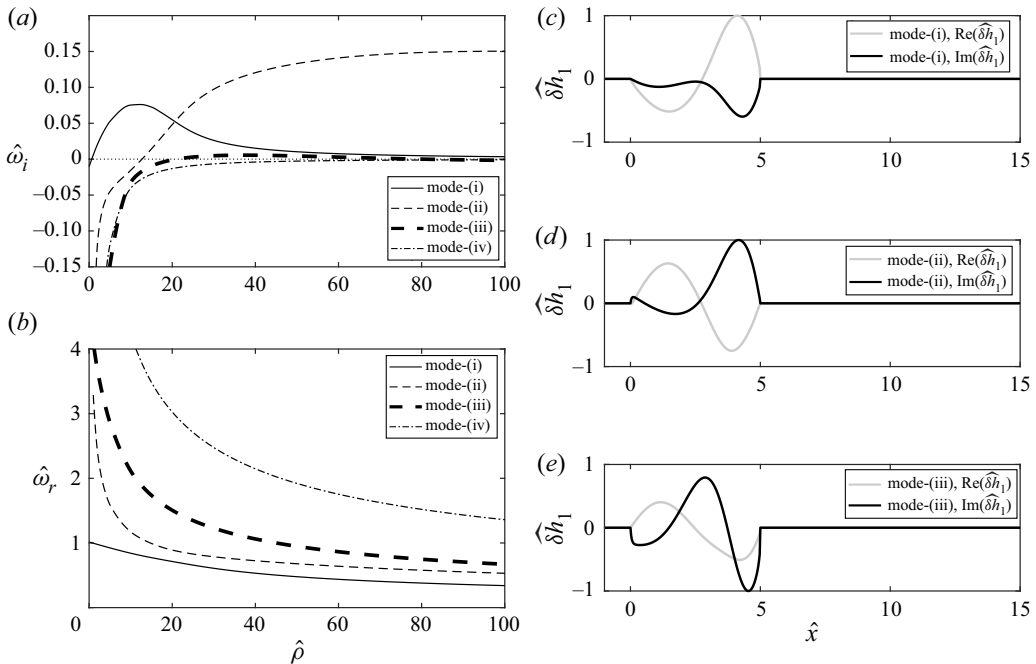 (a)
0.15
0.10
0.05
0
–0.05
–0.10
–0.15
ω̂i
mode-(i)
mode-(ii)
mode-(iii)
mode-(iv)
0 20 40 60 80 100
(b)
4
3
2
1
0
ω̂r
mode-(i)
mode-(ii)
mode-(iii)
mode-(iv)
20 40 60 80 100
ρ̂
(c)
1
0
–1
δh1
mode-(i), Re(δh1)
mode-(i), Im(δh1)
0 5 10 15
(d)
1
0
–1
δh1
mode-(ii), Re(δh1)
mode-(ii), Im(δh1)
0 5 10 15
(e)
1
0
–1
δh1
mode-(iii), Re(δh1)
mode-(iii), Im(δh1)
0 5 10 15
x̂